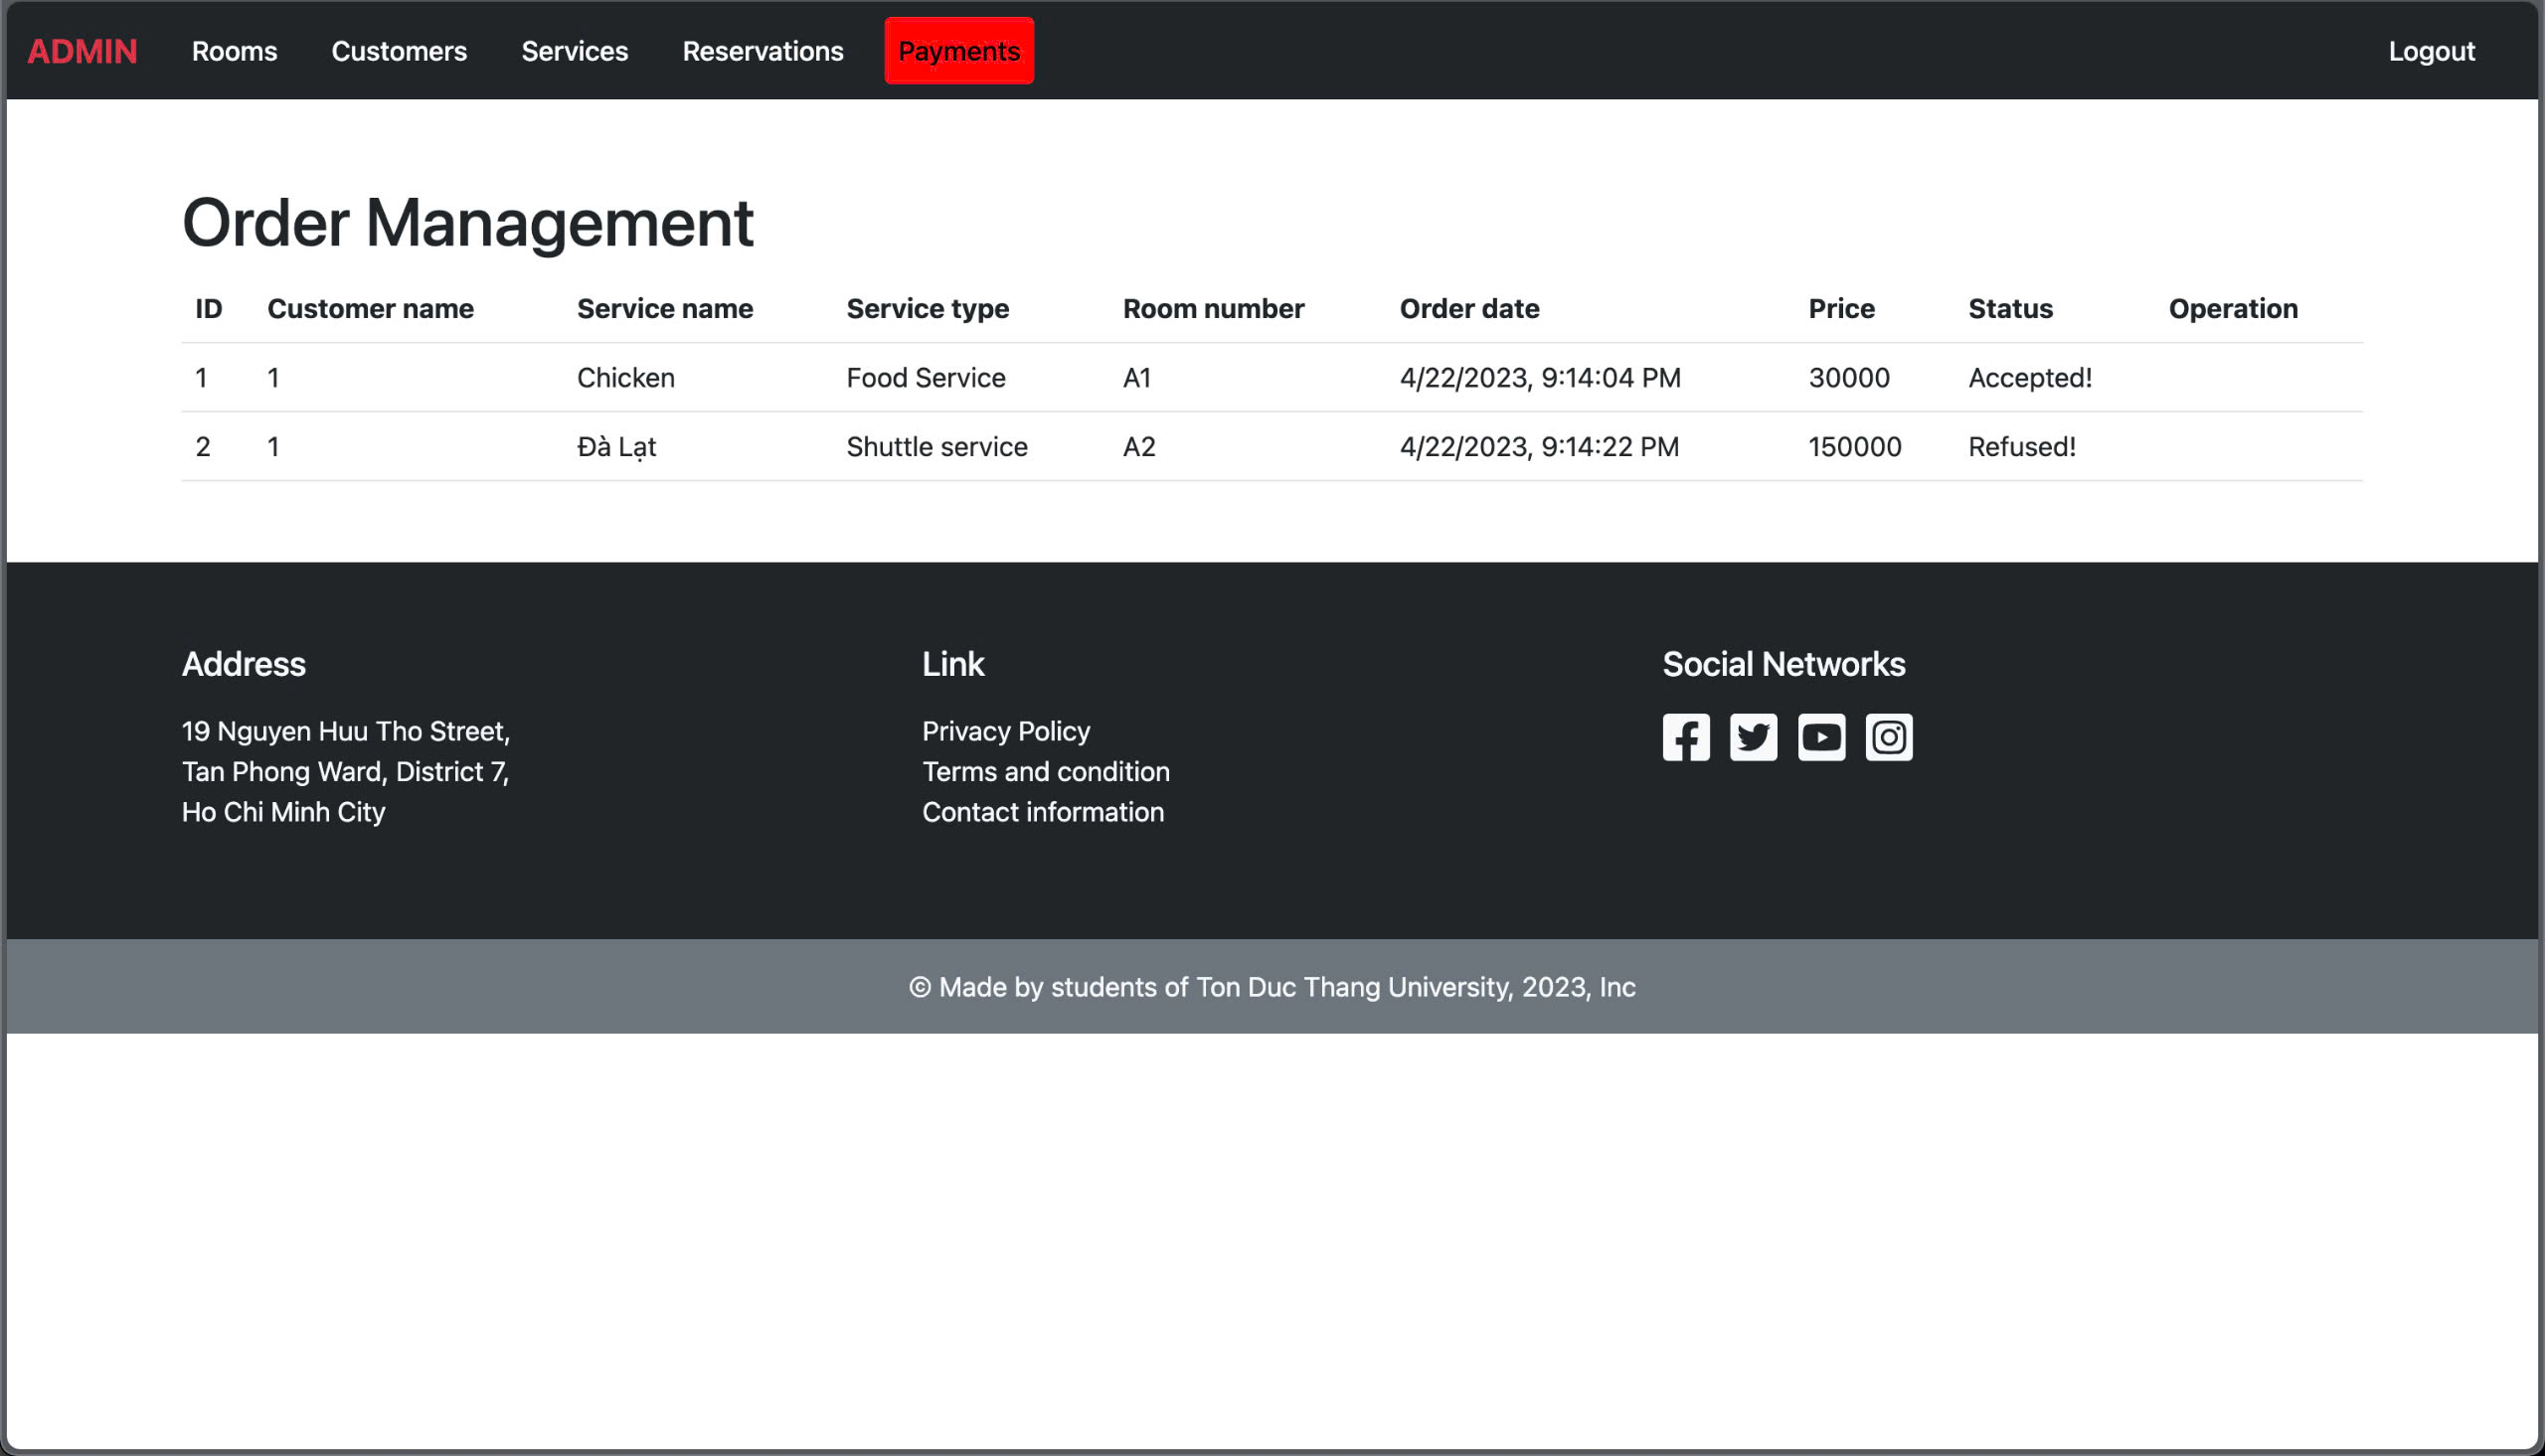 ADMIN Rooms Customers Services Reservations Payments Logout
Order Management
ID Customer name Service name Service type Room number Order date Price Status Operation
1 1 Chicken Food Service A1 4/22/2023, 9:14:04 PM 30000 Accepted!
2 1 Đà Lạt Shuttle service A2 4/22/2023, 9:14:22 PM 150000 Refused!
Address
19 Nguyen Huu Tho Street,
Tan Phong Ward, District 7,
Ho Chi Minh City
Link
Privacy Policy
Terms and condition
Contact information
Social Networks
© Made by students of Ton Duc Thang University, 2023, Inc